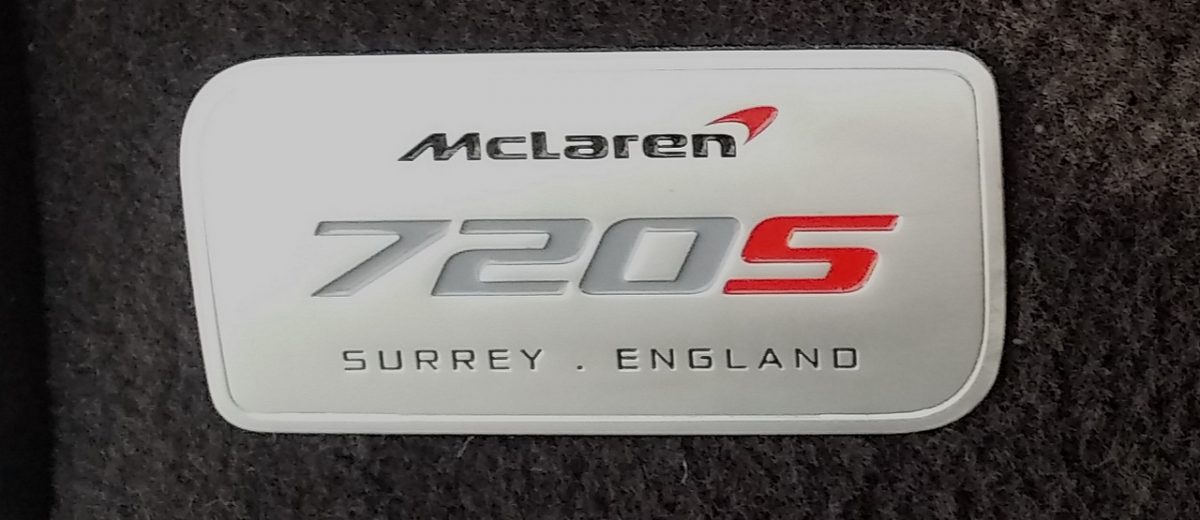 McLaren
720S
SURREY . ENGLAND